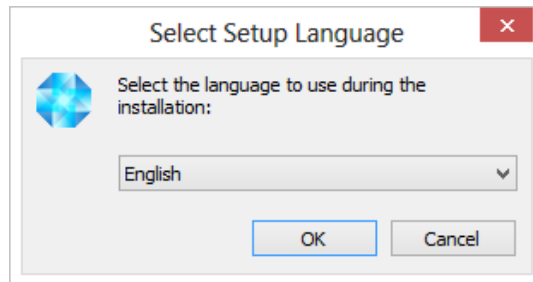 Select Setup Language
Select the language to use during the
installation:
English
OK
Cancel